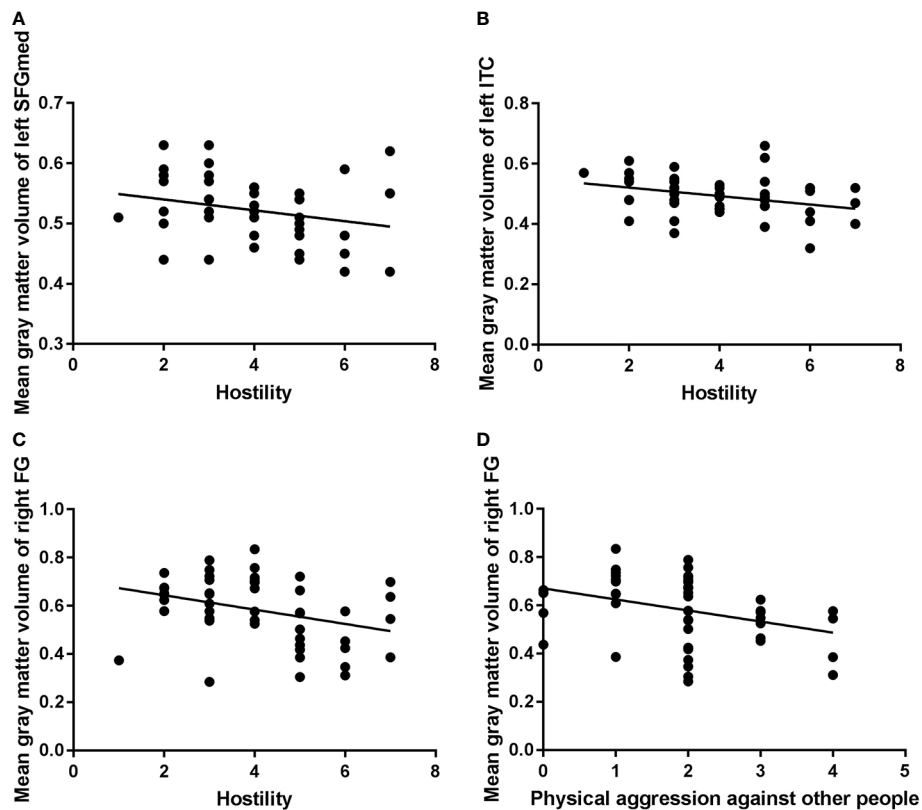 A
Mean gray matter volume of left SFGmed
0.7
0.6
0.5
0.4
0.3
0 2 4 6 8
Hostility
B
Mean gray matter volume of left ITC
0.8
0.6
0.4
0.2
0.0
0 2 4 6 8
Hostility
C
Mean gray matter volume of right FG
1.0
0.8
0.6
0.4
0.2
0.0
0 2 4 6 8
Hostility
D
Mean gray matter volume of right FG
1.0
0.8
0.6
0.4
0.2
0.0
0 1 2 3 4 5
Physical aggression against other people